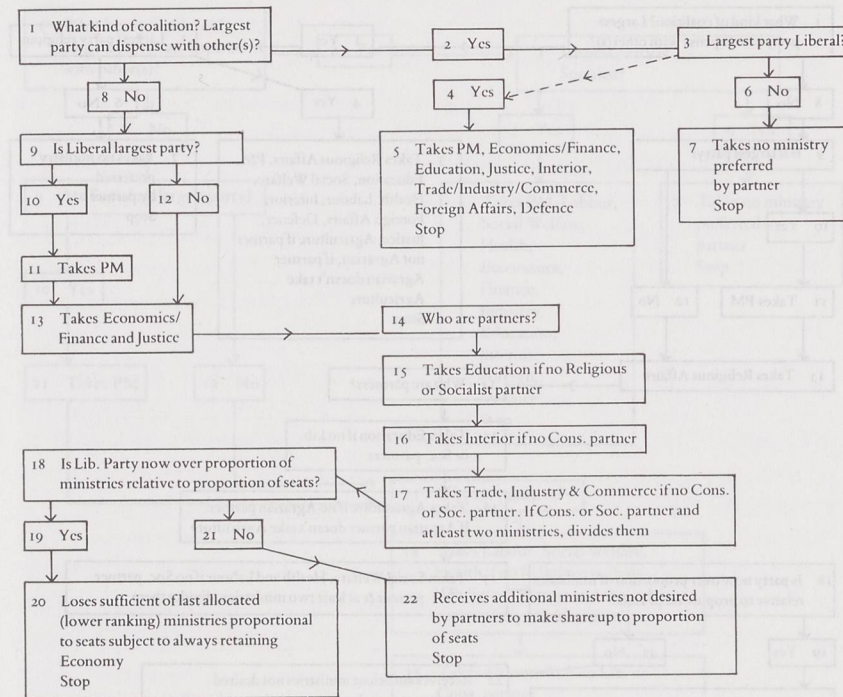 1 What kind of coalition? Largest
party can dispense with other(s)?
2 Yes
3 Largest party Liberal?
4 Yes
6 No
8 No
9 Is Liberal largest party?
5 Takes PM, Economics/Finance,
Education, Justice, Interior,
Trade/Industry/Commerce,
Foreign Affairs, Defence
Stop
7 Takes no ministry
preferred
by partner
Stop
10 Yes
12 No
11 Takes PM
13 Takes Economics/
Finance and Justice
14 Who are partners?
15 Takes Education if no Religious
or Socialist partner
16 Takes Interior if no Cons. partner
17 Takes Trade, Industry & Commerce if no Cons.
or Soc. partner. If Cons. or Soc. partner and
at least two ministries, divides them
18 Is Lib. Party now over proportion of
ministries relative to proportion of seats?
19 Yes
21 No
20 Loses sufficient of last allocated
(lower ranking) ministries proportional
to seats subject to always retaining
Economy
Stop
22 Receives additional ministries not desired
by partners to make share up to proportion
of seats
Stop